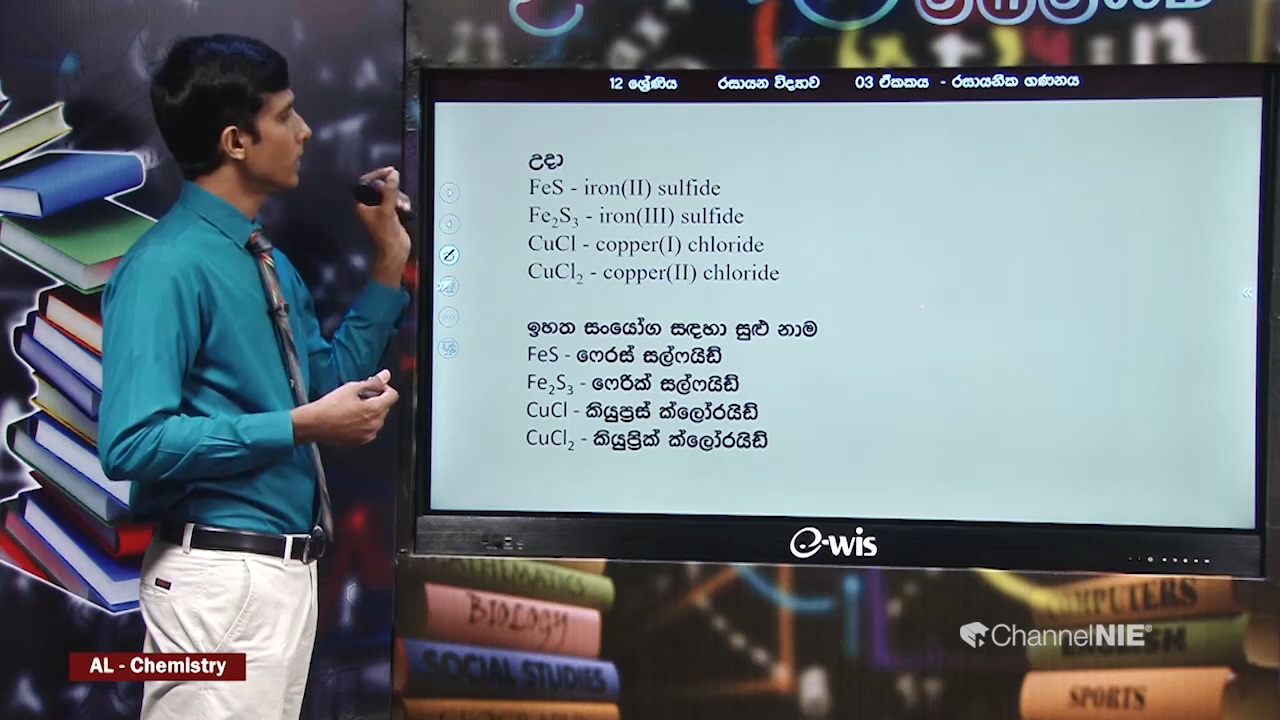 12 ශ්‍රේණිය රසායන විද්‍යාව 03 ඒකකය - රසායනික ගණනය
උදා
FeS - iron(II) sulfide
Fe₂S₃ - iron(III) sulfide
CuCl - copper(I) chloride
CuCl₂ - copper(II) chloride
ඉහත සංයෝග සඳහා සුළු නාම
FeS - ෆෙරස් සල්ෆයිඩ්
Fe₂S₃ - ෆෙරික් සල්ෆයිඩ්
CuCl - කියුප්‍රස් ක්ලෝරයිඩ්
CuCl₂ - කියුප්‍රික් ක්ලෝරයිඩ්
e-wis
MATHEMATICS
BIOLOGY
SOCIAL STUDIES
COMPUTERS
ENGLISH
SPORTS
ChannelNIE®
AL - Chemistry